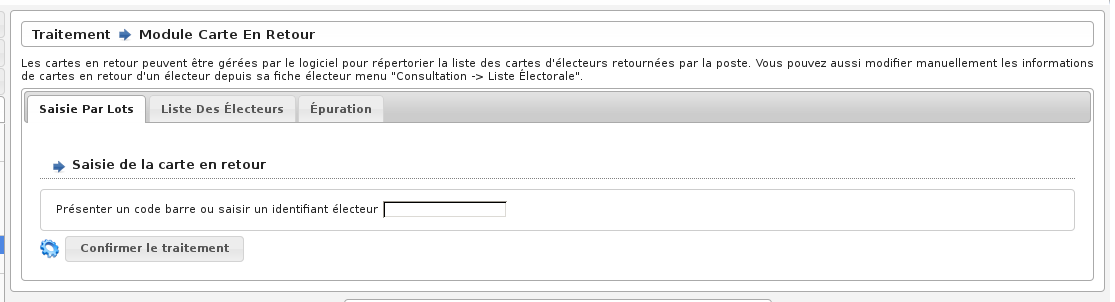 Traitement Module Carte En Retour
Les cartes en retour peuvent être gérées par le logiciel pour répertorier la liste des cartes d'électeurs retournées par la poste. Vous pouvez aussi modifier manuellement les informations
de cartes en retour d'un électeur depuis sa fiche électeur menu "Consultation -> Liste Électorale".
Saisie Par Lots Liste Des Électeurs Épuration
Saisie de la carte en retour
Présenter un code barre ou saisir un identifiant électeur
Confirmer le traitement